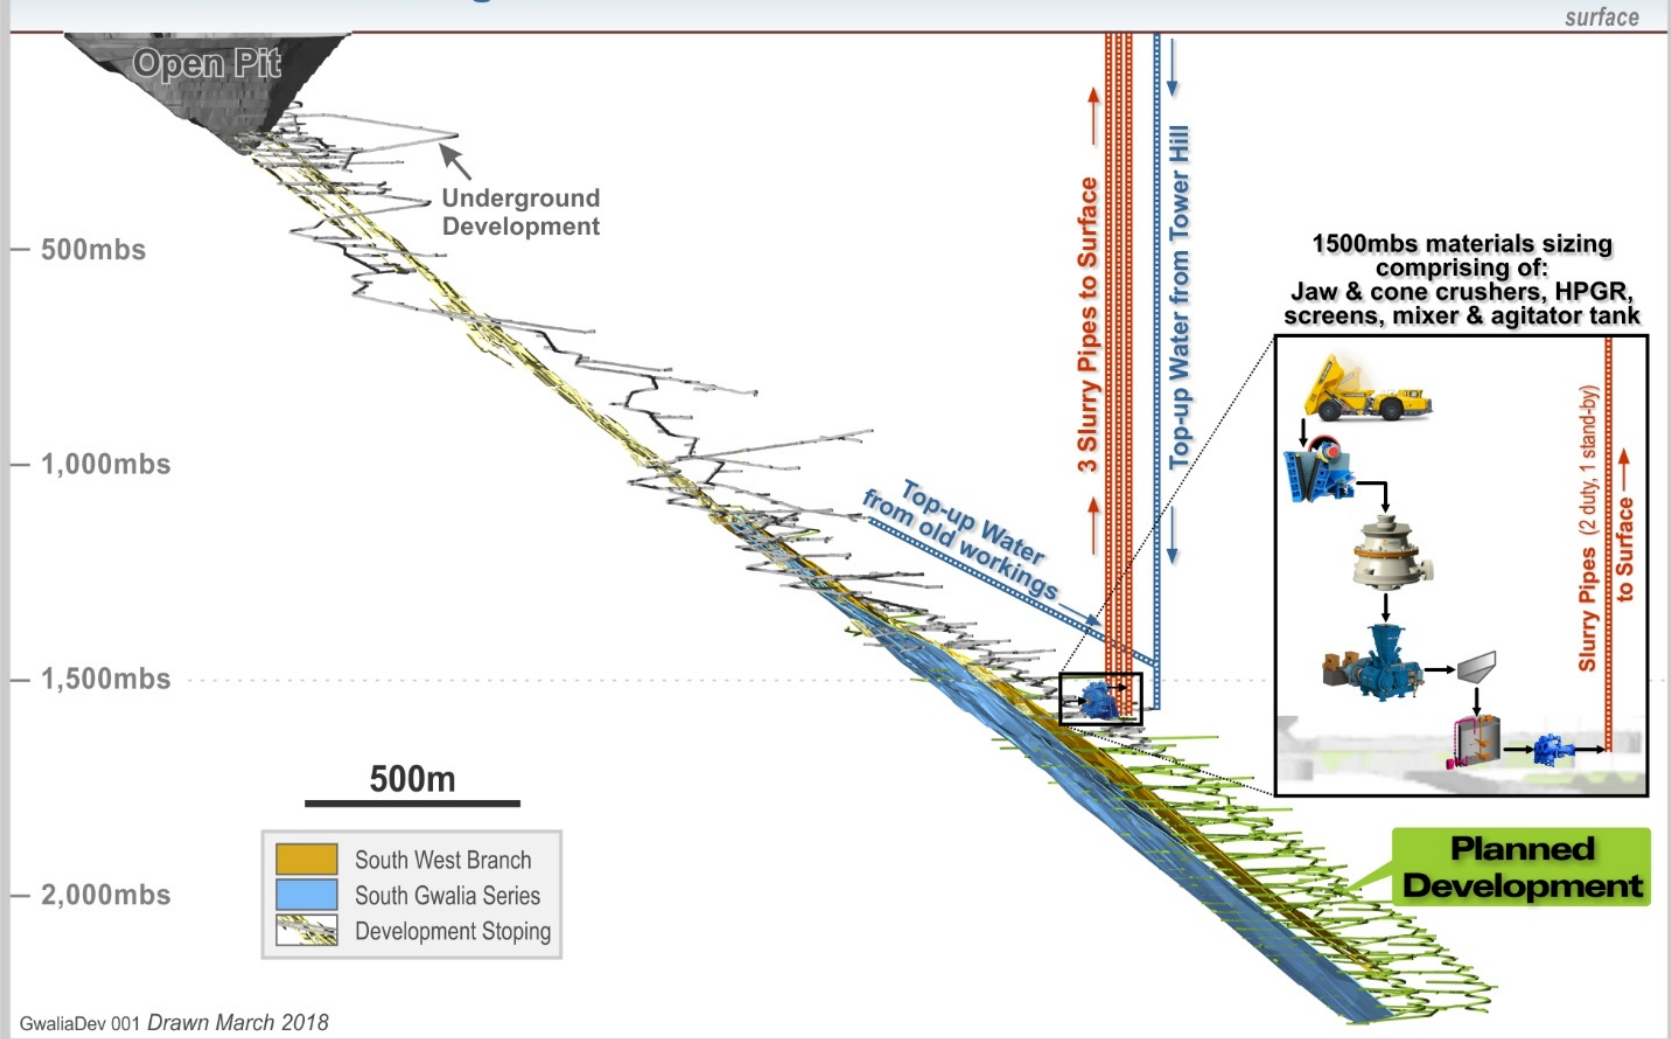 surface
Open Pit
Underground
Development
500mbs
1,000mbs
1,500mbs
2,000mbs
3 Slurry Pipes to Surface
Top-up Water from Tower Hill
Top-up Water
from old workings
1500mbs materials sizing
comprising of:
Jaw & cone crushers, HPGR,
screens, mixer & agitator tank
Slurry Pipes (2 duty, 1 stand-by)
to Surface
Planned
Development
500m
South West Branch
South Gwalia Series
Development Stoping
GwaliaDev 001 Drawn March 2018